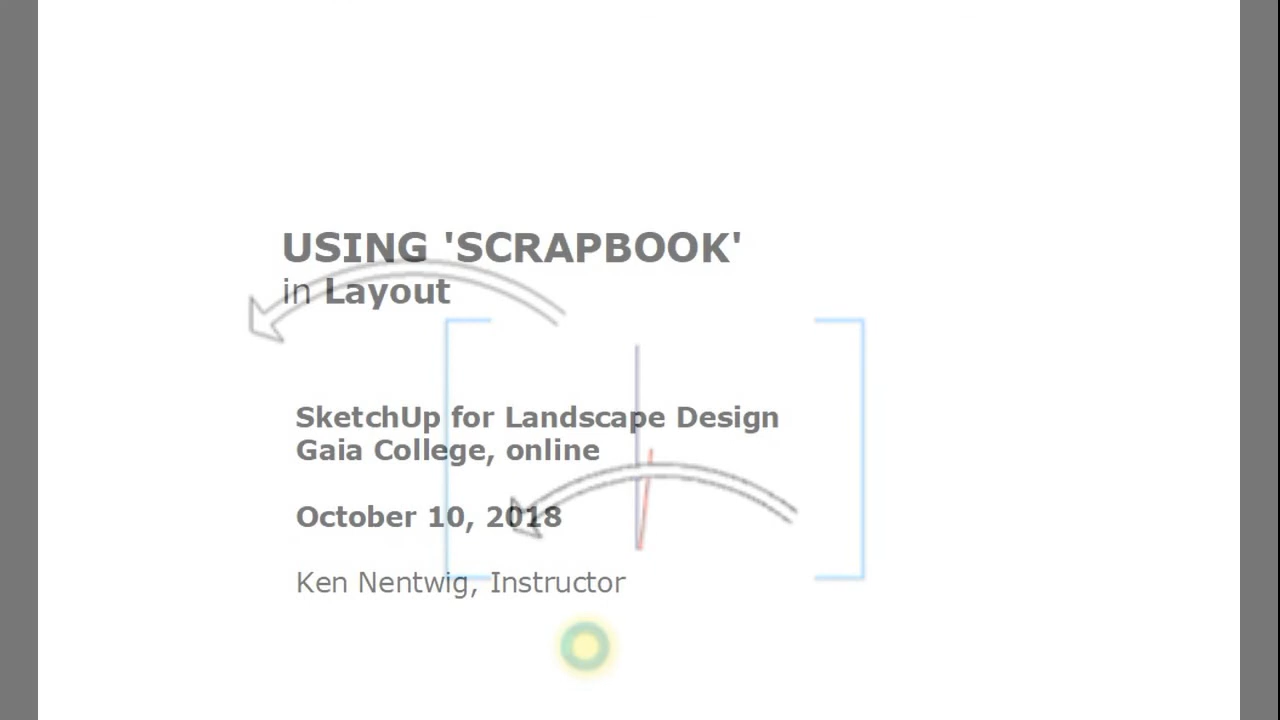 USING 'SCRAPBOOK'
in Layout
SketchUp for Landscape Design
Gaia College, online
October 10, 2018
Ken Nentwig, Instructor